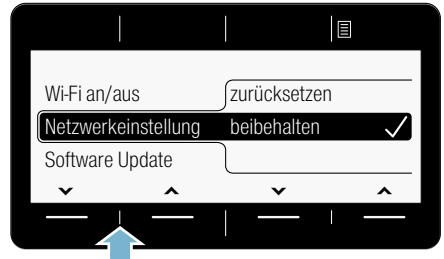 Wi-Fi an/aus zurücksetzen
Netzwerkeinstellung beibehalten
Software Update